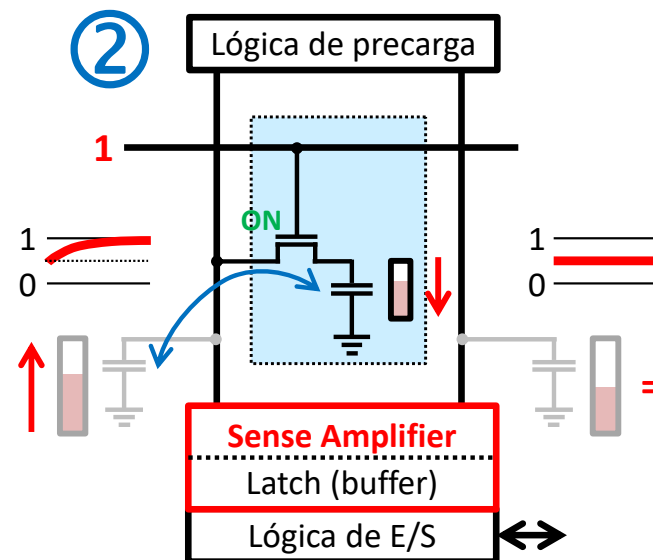 2
Lógica de precarga
1
ON
1
0
1
0
=
Sense Amplifier
Latch (buffer)
Lógica de E/S